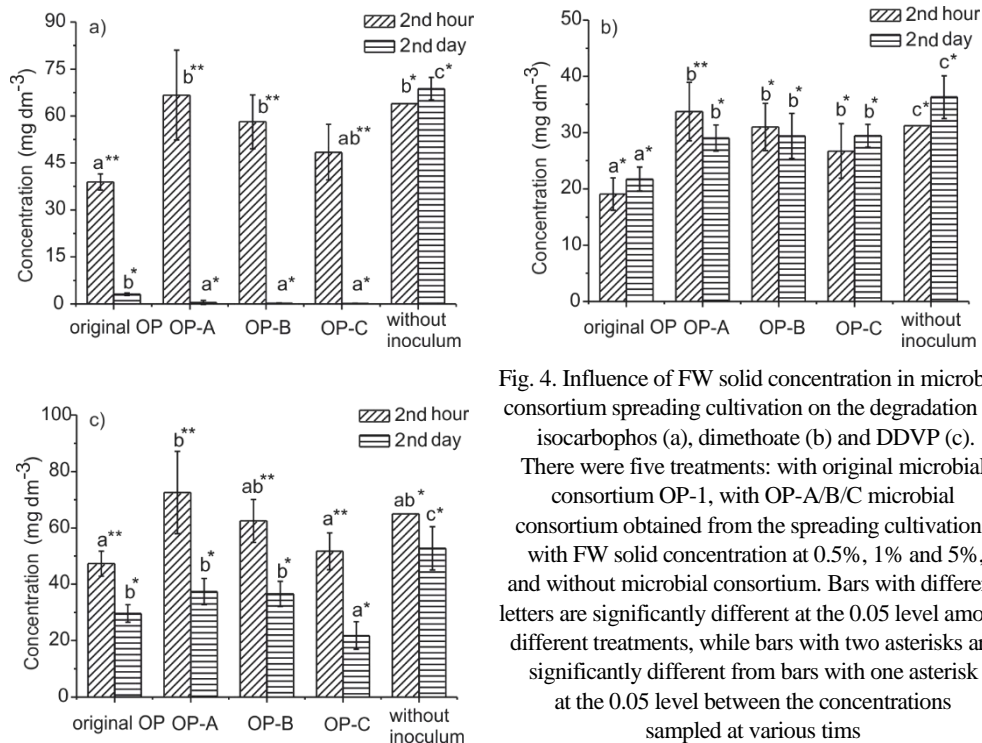 a)
2nd hour
2nd day
Concentration (mg dm-3)
90
75
60
45
30
15
0
a**
b*
b**
a*
b**
a*
ab**
a*
b*
c*
original OP OP-A OP-B OP-C without
inoculum
b)
2nd hour
2nd day
Concentration (mg dm-3)
50
40
30
20
10
0
a*
a*
b**
b*
b*
b*
b*
b*
c*
c*
original OP OP-A OP-B OP-C without
inoculum
c)
2nd hour
2nd day
Concentration (mg dm-3)
100
80
60
40
20
0
a**
b*
b**
b*
ab**
b*
a**
a*
ab*
c*
original OP OP-A OP-B OP-C without
inoculum
Fig. 4. Influence of FW solid concentration in microb
consortium spreading cultivation on the degradation
isocarbophos (a), dimethoate (b) and DDVP (c).
There were five treatments: with original microbial
consortium OP-1, with OP-A/B/C microbial
consortium obtained from the spreading cultivation
with FW solid concentration at 0.5%, 1% and 5%,
and without microbial consortium. Bars with differen
letters are significantly different at the 0.05 level amo
different treatments, while bars with two asterisks ar
significantly different from bars with one asterisk
at the 0.05 level between the concentrations
sampled at various tims